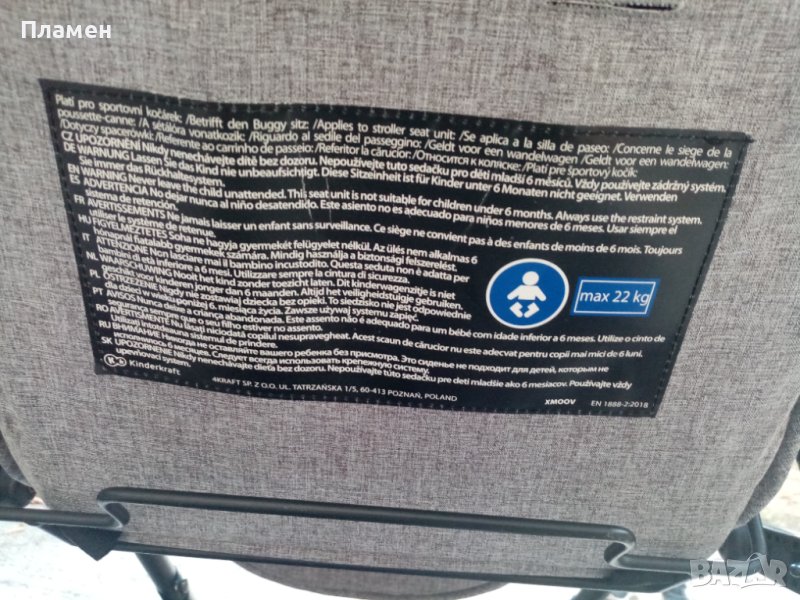 Пламен
Platí pro sportovní kočárek: /Betrifft den Buggy sitz: /Applies to stroller seat unit: /Se aplica a la silla de paseo: /Concerne le siege de la
poussette-canne: /A sétálóra vonatkozik: /Riguardo al sedile del passeggino: /Geldt voor een wandelwagen: /Geldt voor een wandelwagen:
/Dotyczy spacerówki: /Referente ao carrinho de passeio: /Referitor la cărucior: /ОТНОСИТСЯ К КОЛЯСКЕ: /Platí pre športový kočík:
CZ UPOZORNĚNÍ Nikdy nenechávejte dítě bez dozoru. Nepoužívejte tuto sedačku pro děti mladší 6 měsíců. Vždy používejte zádržný systém.
DE WARNUNG Lassen Sie das Kind nie unbeaufsichtigt. Diese Sitzeinheit ist für Kinder unter 6 Monaten nicht geeignet. Verwenden
Sie immer das Rückhaltesystem.
EN WARNING Never leave the child unattended. This seat unit is not suitable for children under 6 months. Always use the restraint system.
ES ADVERTENCIA No dejar nunca al niño desatendido. Este asiento no es adecuado para niños menores de 6 meses. Usar siempre el
sistema de retención.
FR AVERTISSEMENTS Ne jamais laisser un enfant sans surveillance. Ce siège ne convient pas à des enfants de moins de 6 mois. Toujours
utiliser le système de retenue.
HU FIGYELMEZTETÉS Soha ne hagyja gyermekét felügyelet nélkül. Az ülés nem alkalmas 6
hónapnál fiatalabb gyermekek számára. Mindig használja a biztonsági felszerelést.
IT ATTENZIONE Non lasciare mai il bambino incustodito. Questa seduta non è adatta per
bambini di età inferiore a 6 mesi. Utilizzare sempre la cintura di sicurezza.
NL WAARSCHUWING Nooit het kind zonder toezicht laten. Dit kinderwagenzitje is niet
geschikt voor kinderen jonger dan 6 maanden. Altijd het veiligheidstuigje gebruiken.
PL OSTRZEŻENIE Nigdy nie zostawiaj dziecka bez opieki. To siedzisko nie jest odpowiednie
dla dzieci w wieku poniżej 6. miesiąca życia. Zawsze używaj systemu zapięć.
PT AVISOS Nunca deixe a criança abandonada. Este assento não é adequado para um bébé com idade inferior a 6 meses. Utilize o cinto de
segurança sempre que o seu filho estiver no assento.
RO AVERTISMENTE Nu lăsați niciodată copilul nesupravegheat. Acest scaun de cărucior nu este adecvat pentru copii mai mici de 6 luni.
Utilizați întotdeauna sistemul de prindere.
RU ВНИМАНИЕ Никогда не оставляйте вашего ребенка без присмотра. Это сиденье не подходит для детей, которым не
исполнилось 6 месяцев. Следует всегда использовать крепежную систему.
SK UPOZORNENIE Nikdy nenechávajte dieťa bez dozoru. Nepoužívajte túto sedačku pre deti mladšie ako 6 mesiacov. Používajte vždy
pripevňovací systém.
max 22 kg
Kinderkraft
4KRAFT SP. Z O.O. UL. TATRZAŃSKA 1/5, 60-413 POZNAŃ, POLAND
XMOOV
EN 1888-2:2018
BAZAR